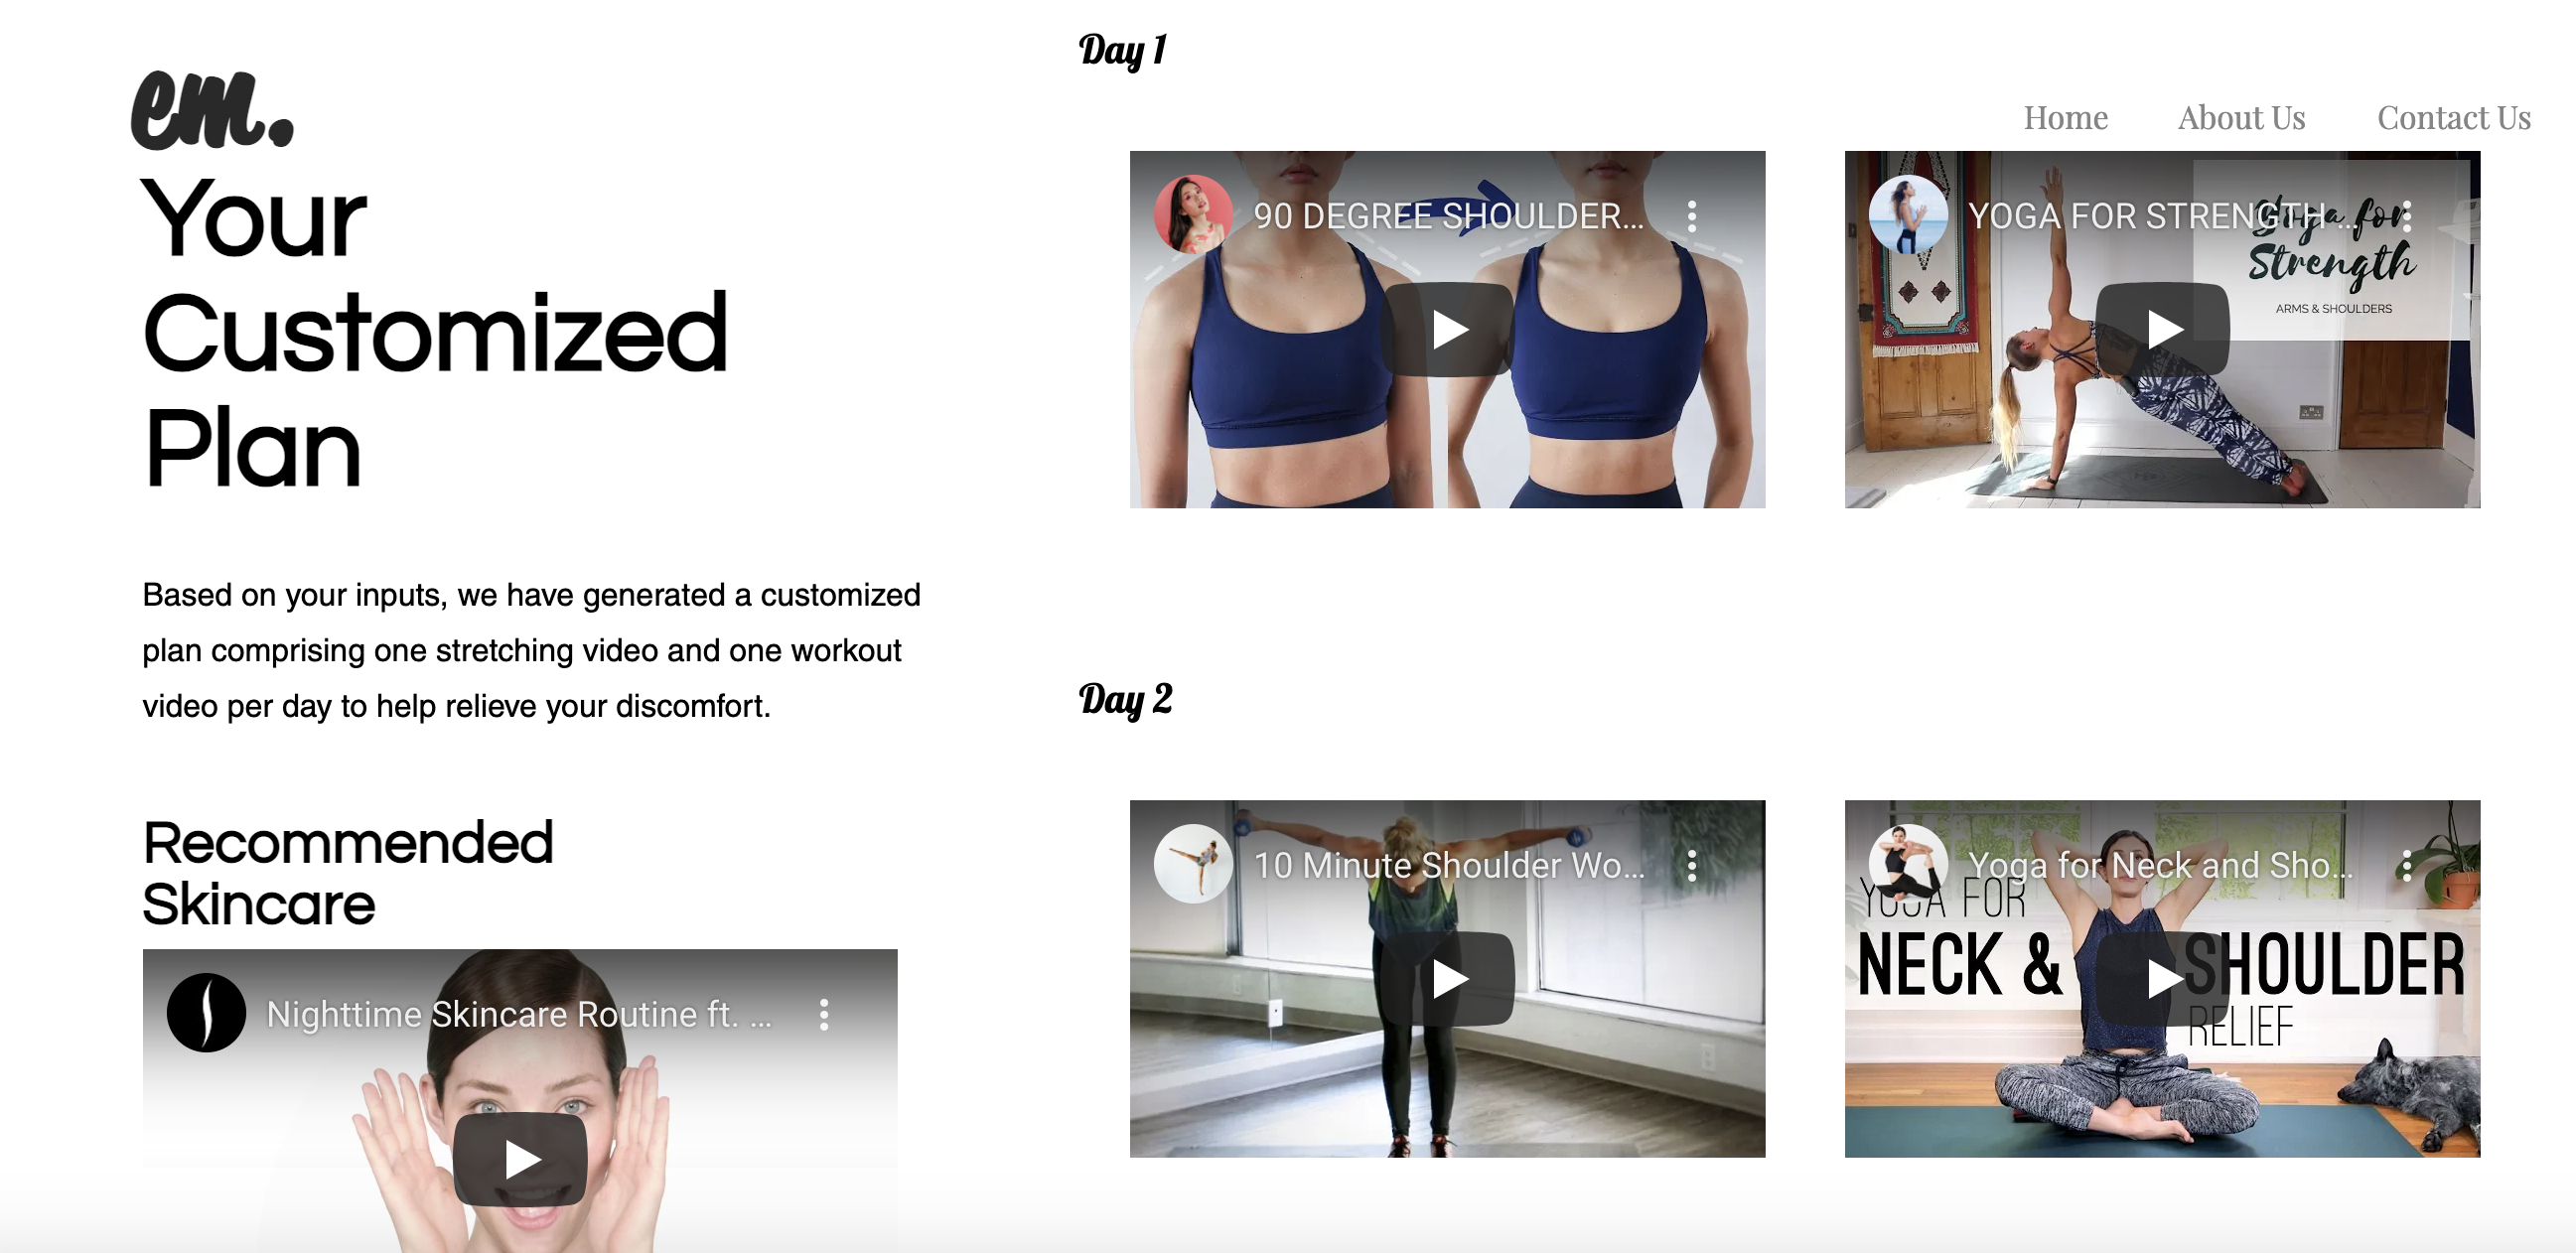 em.
Home About Us Contact Us
Your
Customized
Plan
Based on your inputs, we have generated a customized
plan comprising one stretching video and one workout
video per day to help relieve your discomfort.
Recommended
Skincare
Nighttime Skincare Routine ft. ...
Day 1
90 DEGREE SHOULDER...
YOGA FOR STRENGTH...
Yoga for
Strength
ARMS & SHOULDERS
Day 2
10 Minute Shoulder Wo...
Yoga for Neck and Sho...
YOGA FOR
NECK & SHOULDER
RELIEF